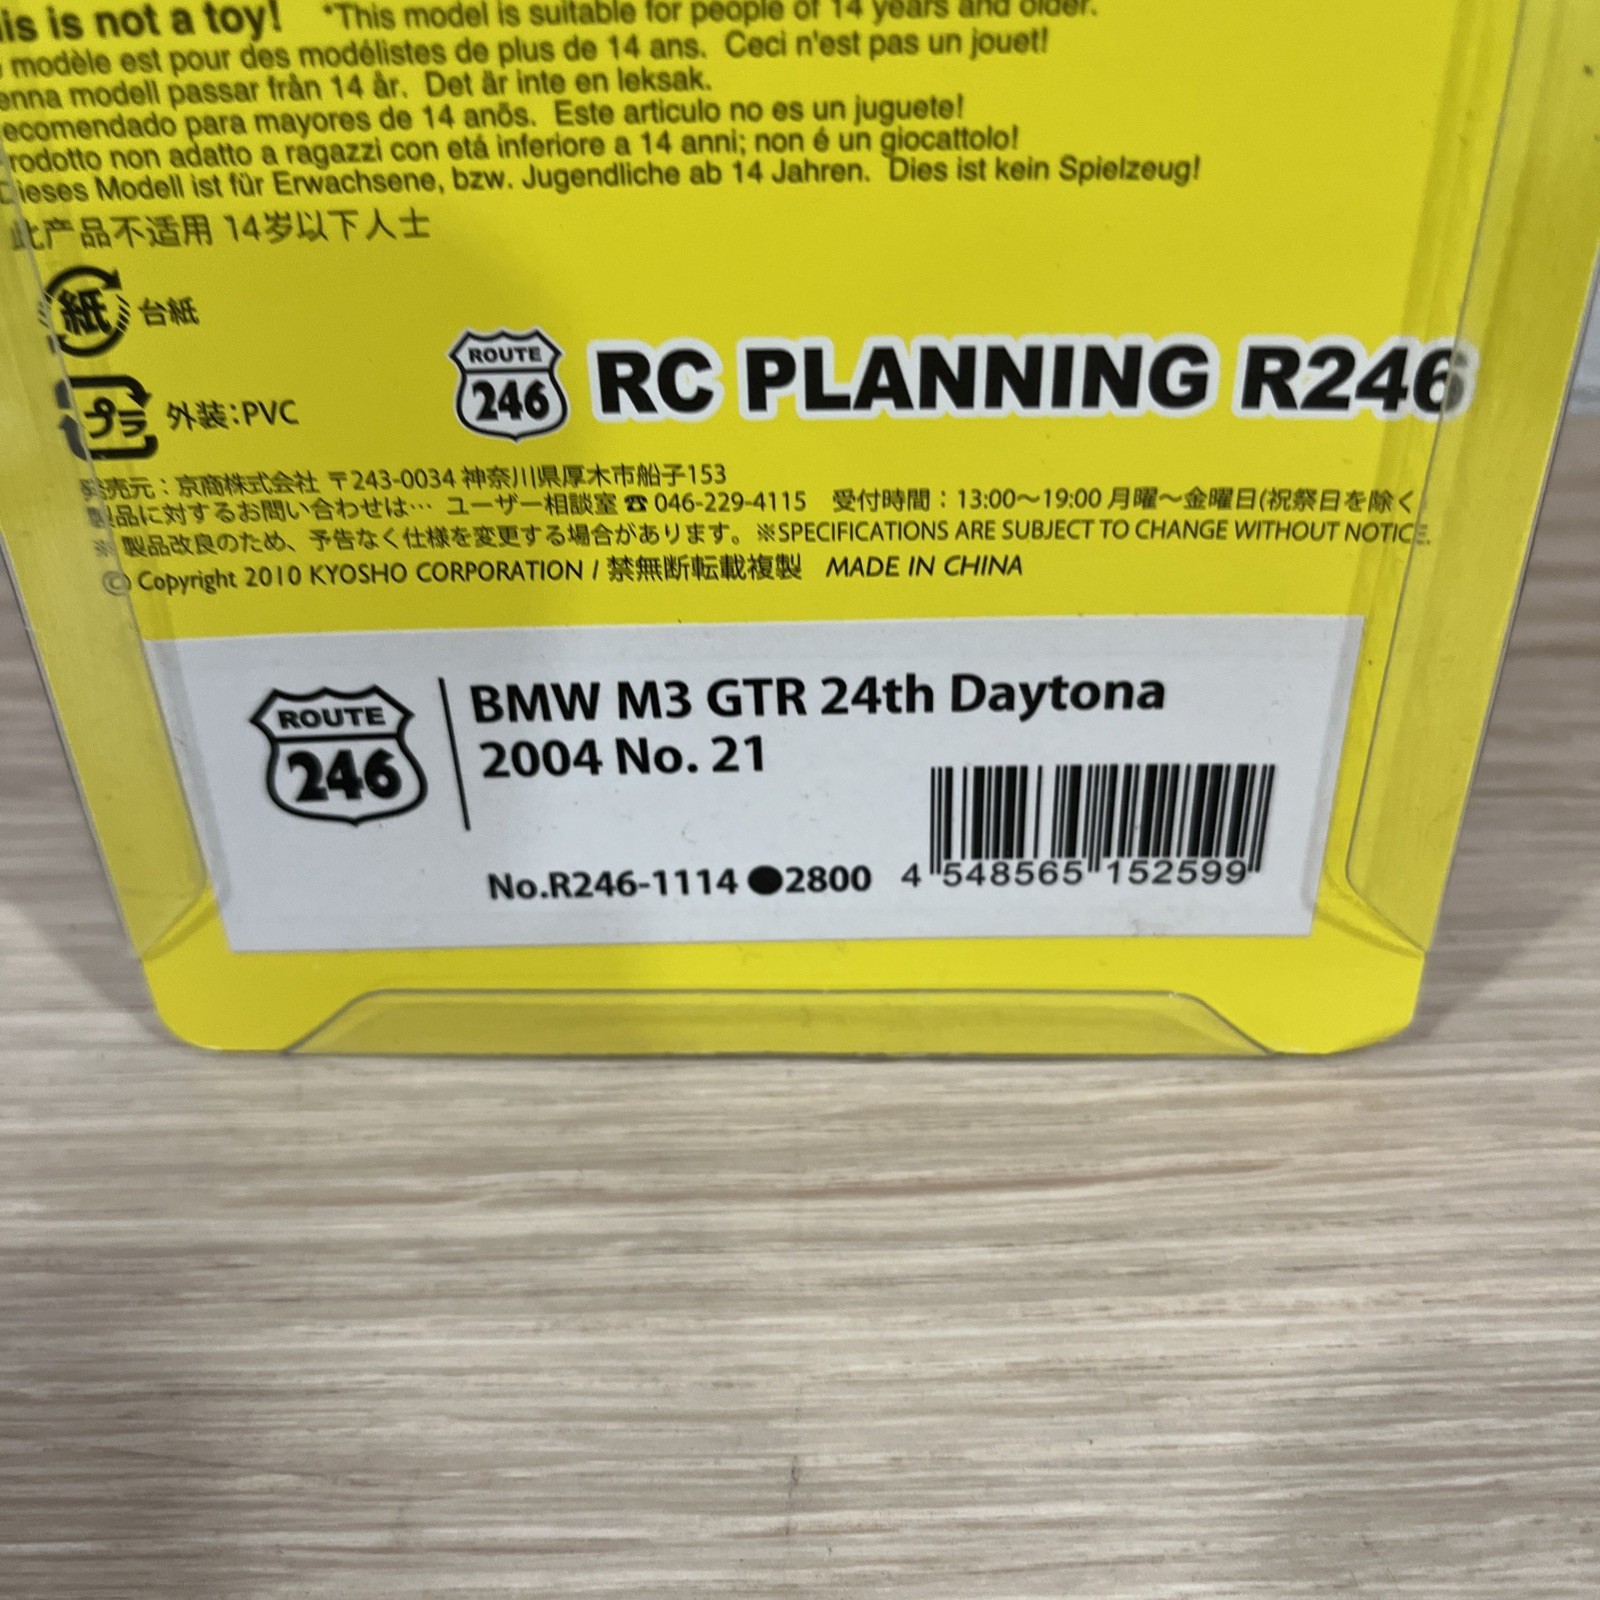 is is not a toy! *This model is suitable for people of 14 years and older.
modèle est pour des modélistes de plus de 14 ans. Ceci n'est pas un jouet!
enna modell passar från 14 år. Det är inte en leksak.
ecomendado para mayores de 14 anõs. Este articulo no es un juguete!
rodotto non adatto a ragazzi con etá inferiore a 14 anni; non é un giocattolo!
Dieses Modell ist für Erwachsene, bzw. Jugendliche ab 14 Jahren. Dies ist kein Spielzeug!
此产品不适用 14岁以下人士
紙 台紙
ROUTE 246 RC PLANNING R246
プラ 外装:PVC
発売元:京商株式会社 〒243-0034 神奈川県厚木市船子153
製品に対するお問い合わせは… ユーザー相談室 ☎ 046-229-4115 受付時間:13:00〜19:00 月曜〜金曜日(祝祭日を除く
※ 製品改良のため、予告なく仕様を変更する場合があります。※SPECIFICATIONS ARE SUBJECT TO CHANGE WITHOUT NOTICE.
© Copyright 2010 KYOSHO CORPORATION / 禁無断転載複製 MADE IN CHINA
ROUTE 246
BMW M3 GTR 24th Daytona
2004 No. 21
No.R246-1114 ●2800
4 548565 152599